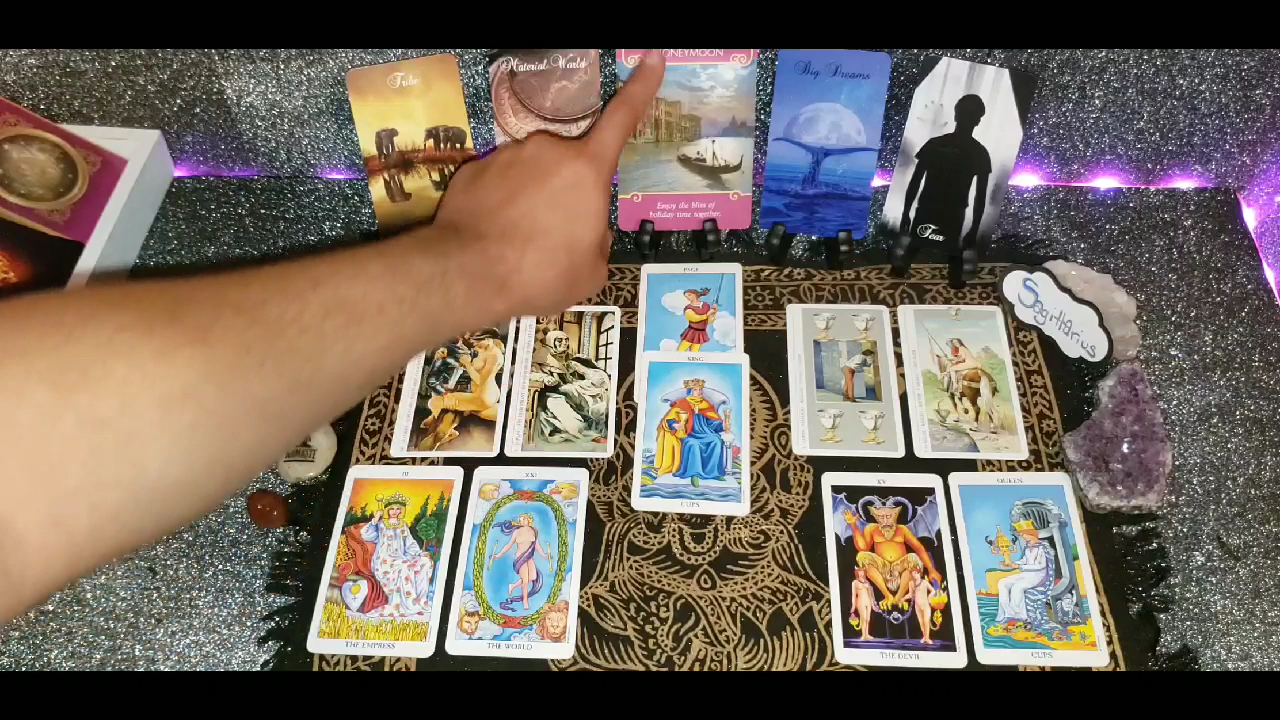 Tribe
Material World
HONEYMOON
Enjoy the bliss of
holiday time together.
Big Dreams
Fear
Sagittarius
PAGE
KING
CUPS
III
THE EMPRESS
XXI
THE WORLD
XV
THE DEVIL
QUEEN
CUPS